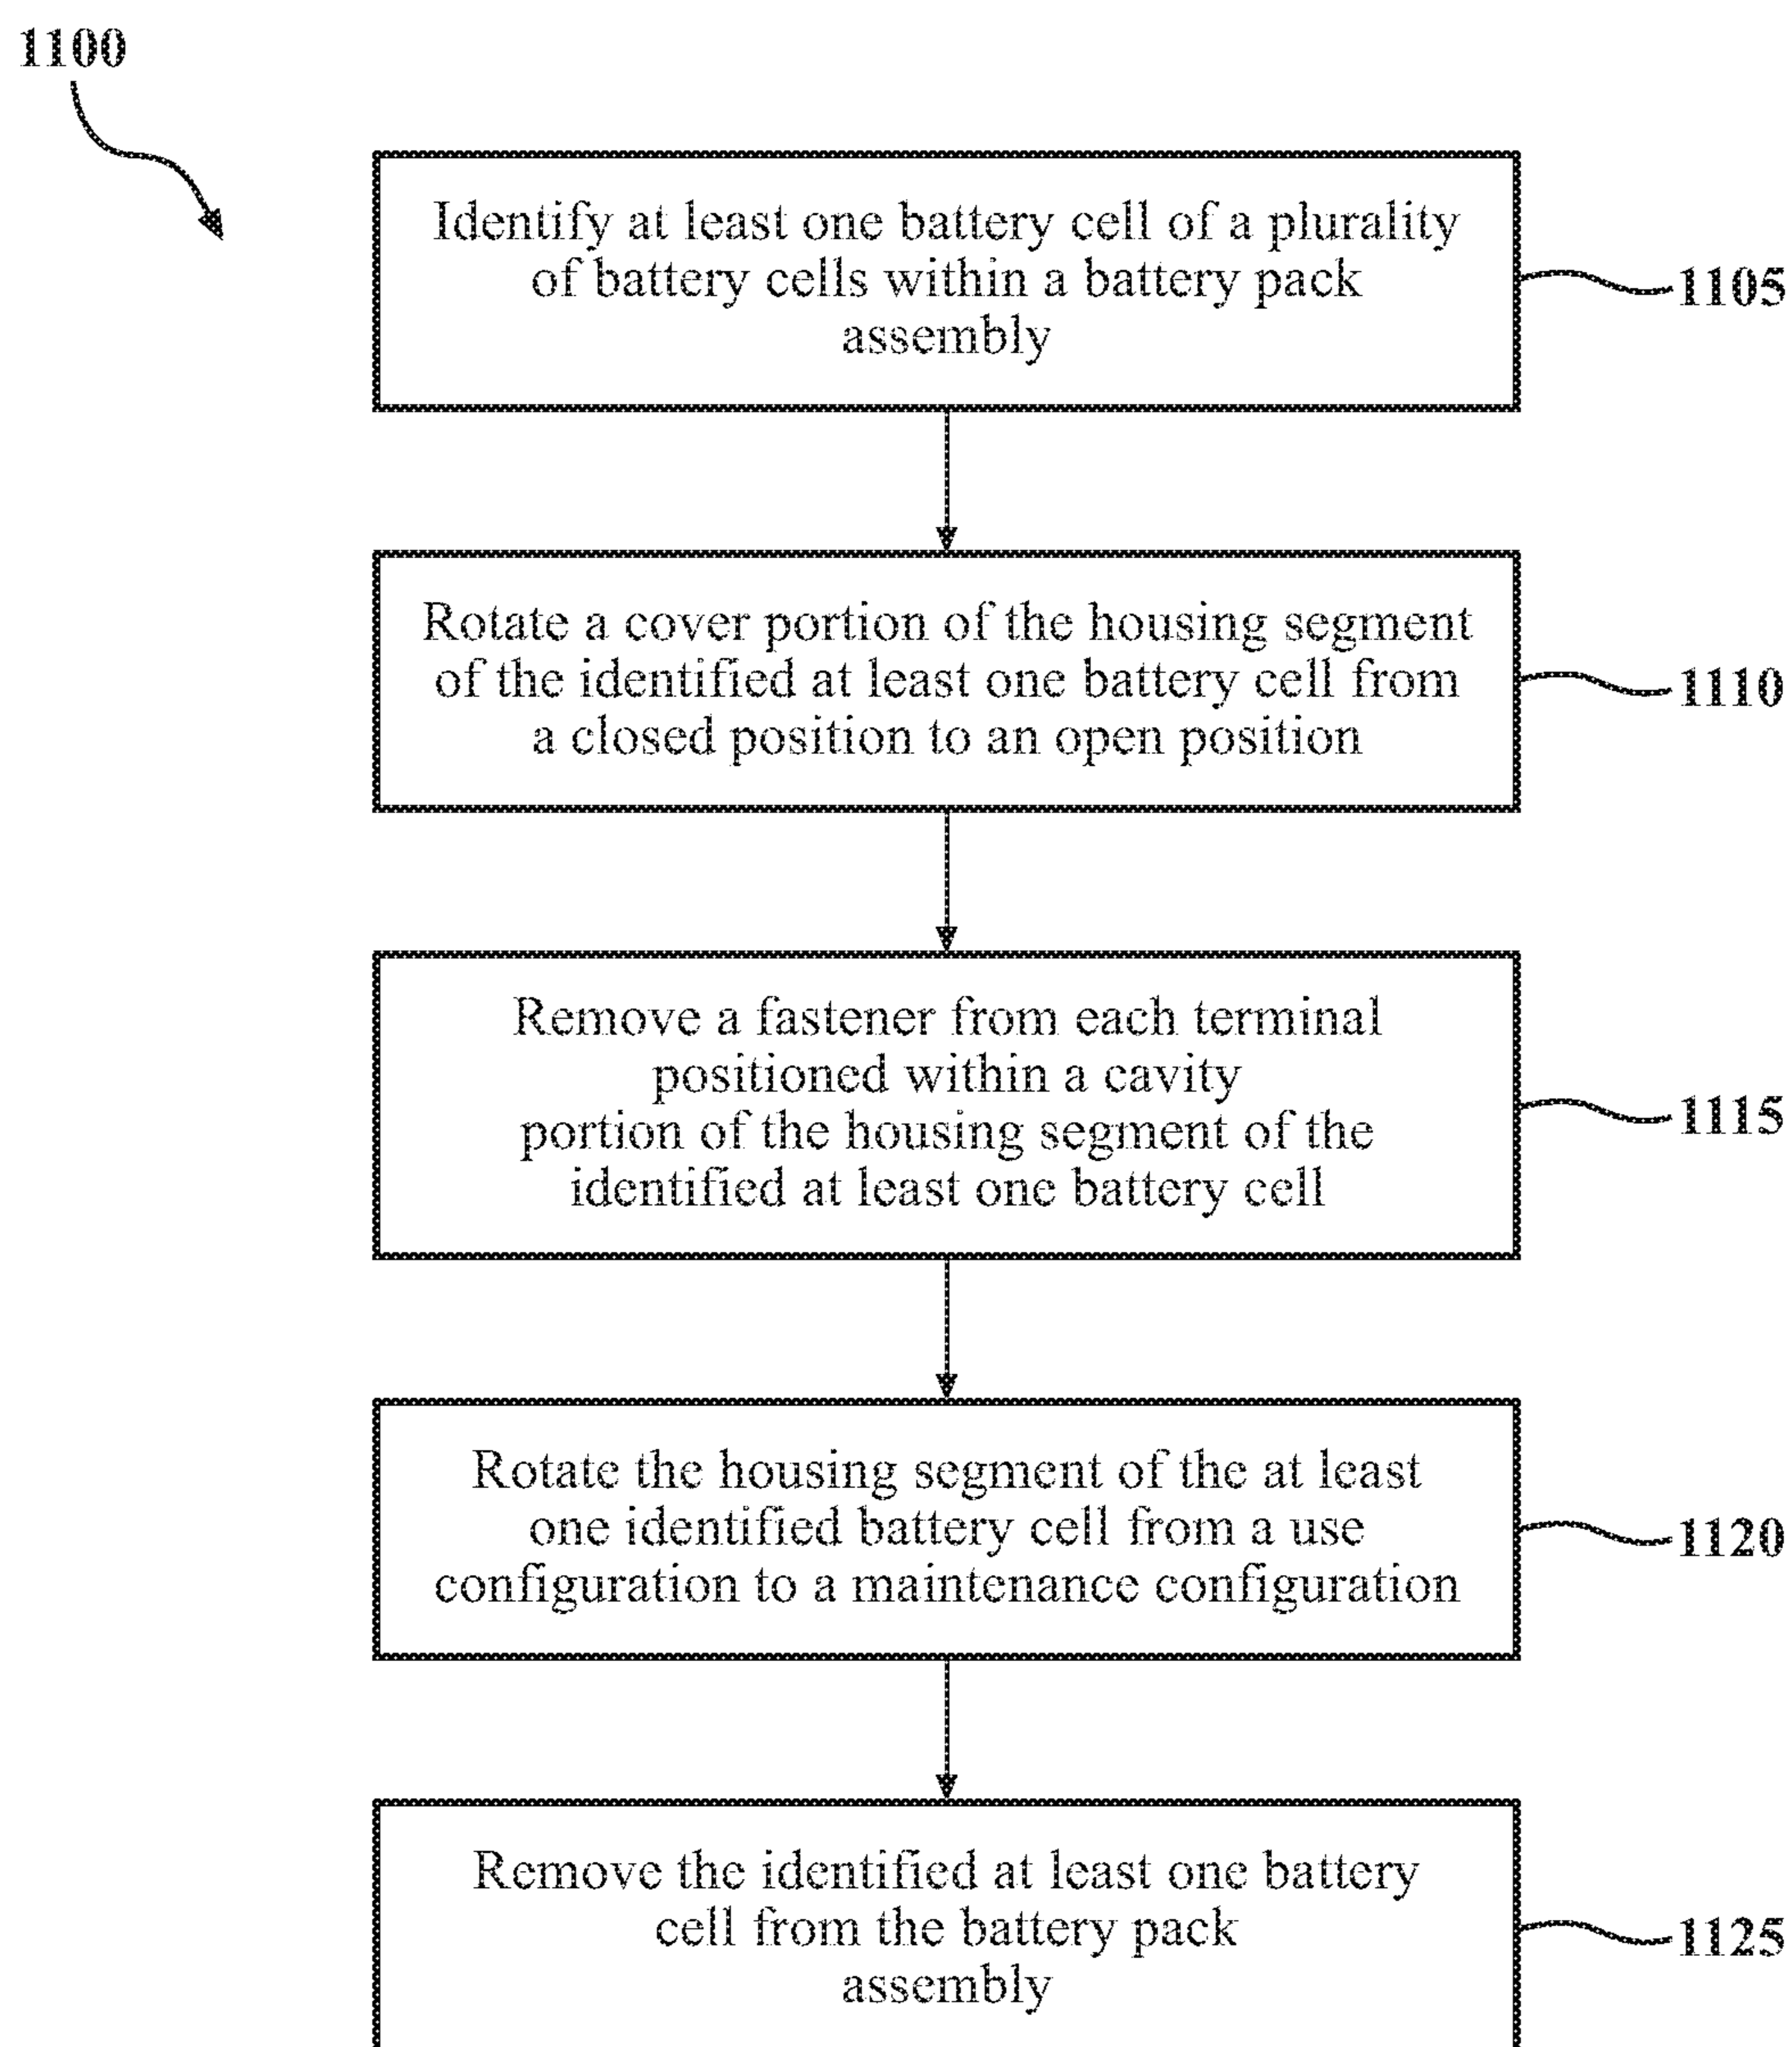 1100
Identify at least one battery cell of a plurality
of battery cells within a battery pack
assembly
1105
Rotate a cover portion of the housing segment
of the identified at least one battery cell from
a closed position to an open position
1110
Remove a fastener from each terminal
positioned within a cavity
portion of the housing segment of the
identified at least one battery cell
1115
Rotate the housing segment of the at least
one identified battery cell from a use
configuration to a maintenance configuration
1120
Remove the identified at least one battery
cell from the battery pack
assembly
1125